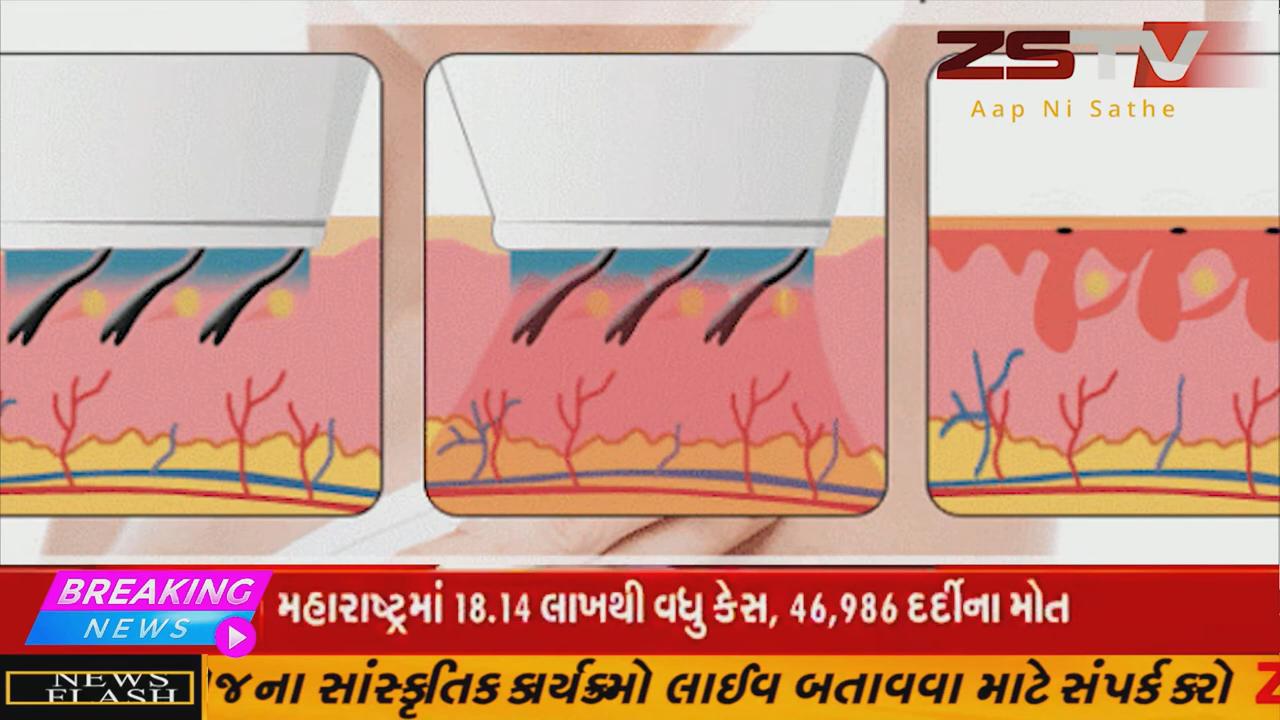 ZSTV
Aap Ni Sathe
BREAKING
NEWS
મહારાષ્ટ્રમાં 18.14 લાખથી વધુ કેસ, 46,986 દર્દીના મોત
NEWS
FLASH
સાંસ્કૃતિક કાર્યક્રમો લાઈવ બતાવવા માટે સંપર્ક કરો